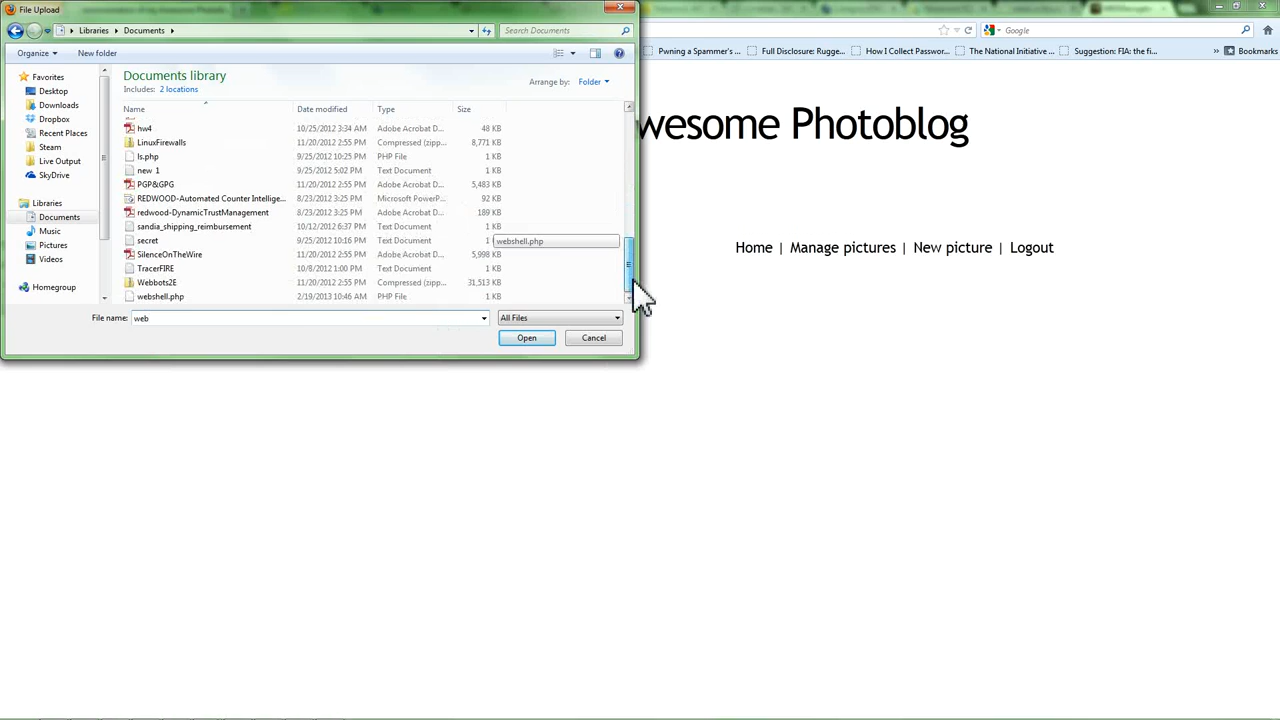 File Upload
Libraries Documents
Search Documents
Google
Organize New folder
Pwning a Spammer's ... Full Disclosure: Rugge... How I Collect Passwor... The National Initiative ... Suggestion: FIA: the fi... » Bookmarks
Favorites
Desktop
Downloads
Dropbox
Recent Places
Steam
Live Output
SkyDrive
Libraries
Documents
Music
Pictures
Videos
Homegroup
Documents library
Includes: 2 locations
Arrange by: Folder
Name Date modified Type Size
hw4 10/25/2012 3:34 AM Adobe Acrobat D... 48 KB
LinuxFirewalls 11/20/2012 2:55 PM Compressed (zipp... 8,771 KB
ls.php 9/25/2012 10:25 PM PHP File 1 KB
new 1 9/25/2012 5:02 PM Text Document 1 KB
PGP&GPG 11/20/2012 2:55 PM Adobe Acrobat D... 5,483 KB
REDWOOD-Automated Counter Intellige... 8/23/2012 3:25 PM Microsoft PowerP... 92 KB
redwood-DynamicTrustManagement 8/23/2012 3:25 PM Adobe Acrobat D... 189 KB
sandia_shipping_reimbursement 10/12/2012 6:37 PM Text Document 1 KB
secret 9/25/2012 10:16 PM Text Document 1
webshell.php
SilenceOnTheWire 11/20/2012 2:55 PM Adobe Acrobat D... 5,998 KB
TracerFIRE 10/8/2012 1:00 PM Text Document 1 KB
Webbots2E 11/20/2012 2:55 PM Compressed (zipp... 31,513 KB
webshell.php 2/19/2013 10:46 AM PHP File 1 KB
File name: web All Files
Open Cancel
wesome Photoblog
Home | Manage pictures | New picture | Logout